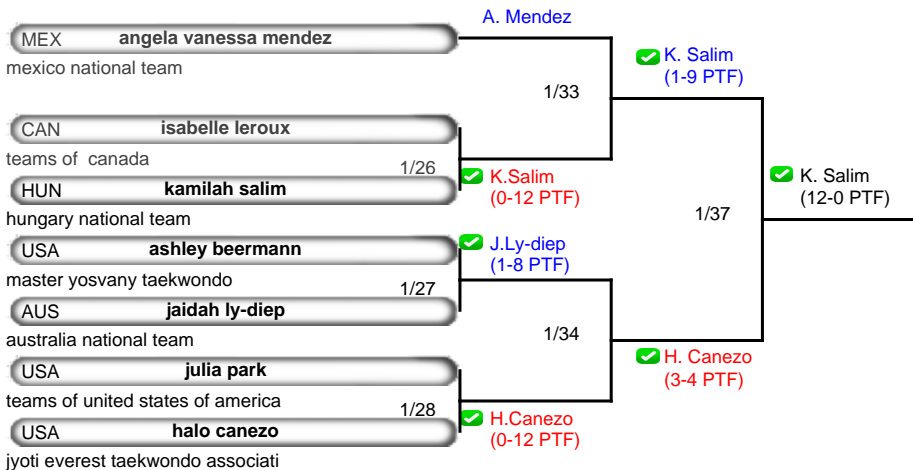 A. Mendez
MEX angela vanessa mendez
mexico national team
K. Salim
(1-9 PTF)
1/33
CAN isabelle leroux
teams of  canada
1/26
HUN kamilah salim
K.Salim
(0-12 PTF)
hungary national team
K. Salim
(12-0 PTF)
1/37
USA ashley beermann
J.Ly-diep
(1-8 PTF)
master yosvany taekwondo
1/27
AUS jaidah ly-diep
australia national team
1/34
USA julia park
H. Canezo
(3-4 PTF)
teams of united states of america
1/28
USA halo canezo
H.Canezo
(0-12 PTF)
jyoti everest taekwondo associati